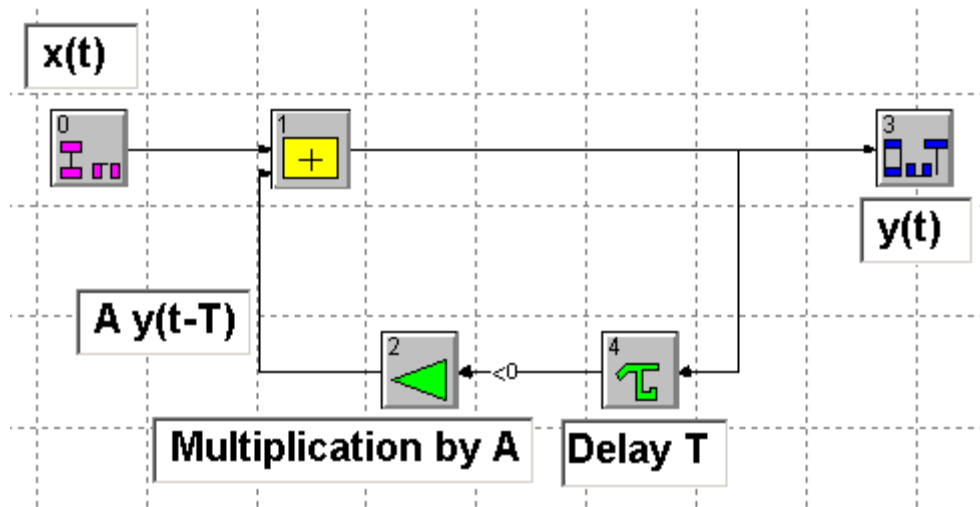 x(t)
0
1
+
3
y(t)
A y(t-T)
2
<0
4
Multiplication by A
Delay T